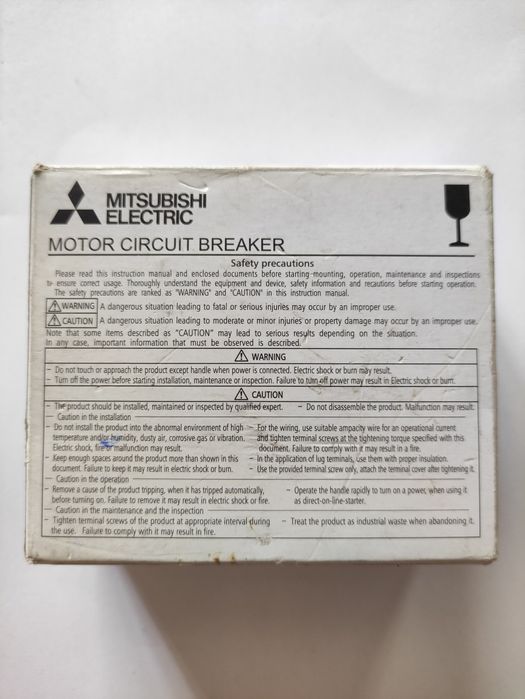 MITSUBISHI
ELECTRIC
MOTOR CIRCUIT BREAKER
Safety precautions
Please read this instruction manual and enclosed documents before starting-mounting, operation, maintenance and inspections
to ensure correct usage. Thoroughly understand the equipment and device, safety information and recautions before starting operation.
The safety precautions are ranked as "WARNING" and "CAUTION" in this instruction manual.
WARNING A dangerous situation leading to fatal or serious injuries may occur by an improper use.
CAUTION A dangerous situation leading to moderate or minor injuries or property damage may occur by an improper use.
Note that some items described as "CAUTION" may lead to serious results depending on the situation.
In any case, important information that must be observed is described.
WARNING
- Do not touch or approach the product except handle when power is connected. Electric shock or burn may result.
- Turn off the power before starting installation, maintenance or inspection. Failure to turn off power may result in Electric shock or burn.
CAUTION
- The product should be installed, maintained or inspected by qualified expert. - Do not disassemble the product. Malfunction may result.
Caution in the installation
- Do not install the product into the abnormal environment of high
temperature and/or humidity, dusty air, corrosive gas or vibration.
Electric shock, fire or malfunction may result.
- Keep enough spaces around the product more than shown in this
document. Failure to keep it may result in electric shock or burn.
- For the wiring, use suitable ampacity wire for an operational current
and tighten terminal screws at the tightening torque specified with this
document. Failure to comply with it may result in a fire.
- In the application of lug terminals, use them with proper insulation.
- Use the provided terminal screw only, attach the terminal cover after tightening it.
Caution in the operation
- Remove a cause of the product tripping, when it has tripped automatically,
before turning on. Failure to remove it may result in electric shock or fire.
- Operate the handle rapidly to turn on a power, when using it
as direct-on-line-starter.
Caution in the maintenance and the inspection
- Tighten terminal screws of the product at appropriate interval during
the use. Failure to comply with it may result in fire.
- Treat the product as industrial waste when abandoning it.